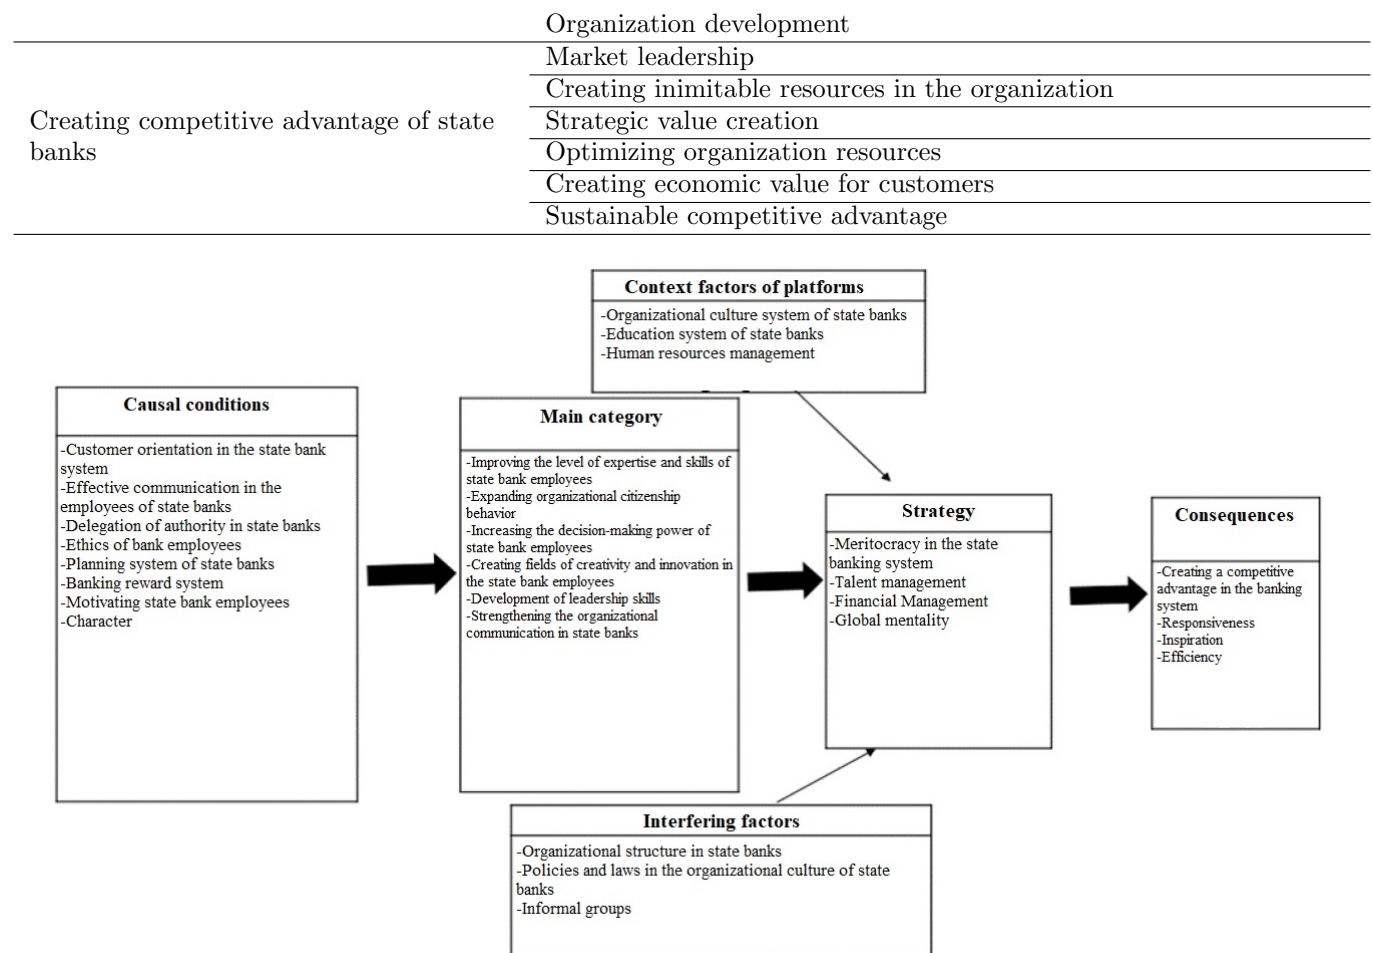 Organization development
Creating competitive advantage of state
banks
Market leadership
Creating inimitable resources in the organization
Strategic value creation
Optimizing organization resources
Creating economic value for customers
Sustainable competitive advantage
Context factors of platforms
-Organizational culture system of state banks
-Education system of state banks
-Human resources management
Causal conditions
-Customer orientation in the state bank
system
-Effective communication in the
employees of state banks
-Delegation of authority in state banks
-Ethics of bank employees
-Planning system of state banks
-Banking reward system
-Motivating state bank employees
-Character
Main category
-Improving the level of expertise and skills of
state bank employees
-Expanding organizational citizenship
behavior
-Increasing the decision-making power of
state bank employees
-Creating fields of creativity and innovation in
the state bank employees
-Development of leadership skills
-Strengthening the organizational
communication in state banks
Strategy
-Meritocracy in the state
banking system
-Talent management
-Financial Management
-Global mentality
Consequences
-Creating a competitive
advantage in the banking
system
-Responsiveness
-Inspiration
-Efficiency
Interfering factors
-Organizational structure in state banks
-Policies and laws in the organizational culture of state
banks
-Informal groups